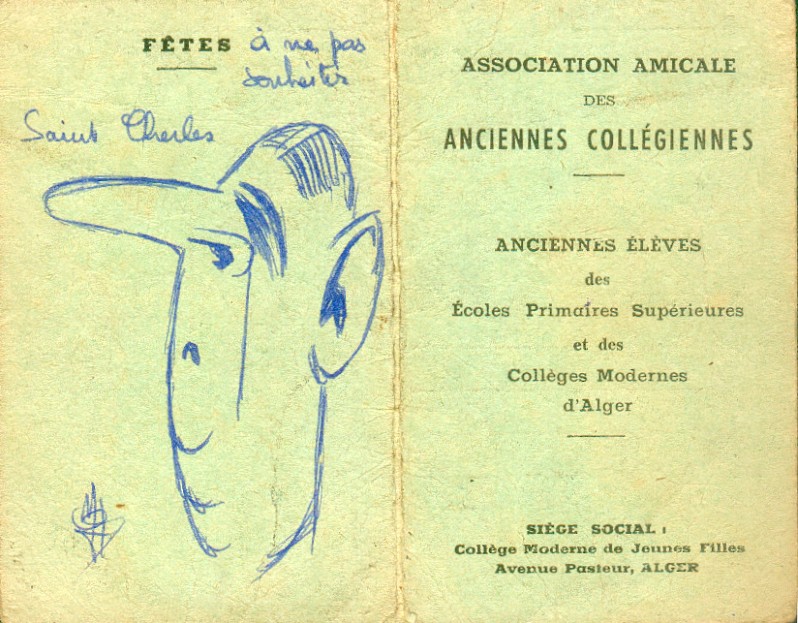 FÊTES à ne pas
souhaiter
Saint Charles
ASSOCIATION AMICALE
DES
ANCIENNES COLLÉGIENNES
ANCIENNES ÉLÈVES
des
Écoles Primaires Supérieures
et des
Collèges Modernes
d'Alger
SIÈGE SOCIAL :
Collège Moderne de Jeunes Filles
Avenue Pasteur, ALGER